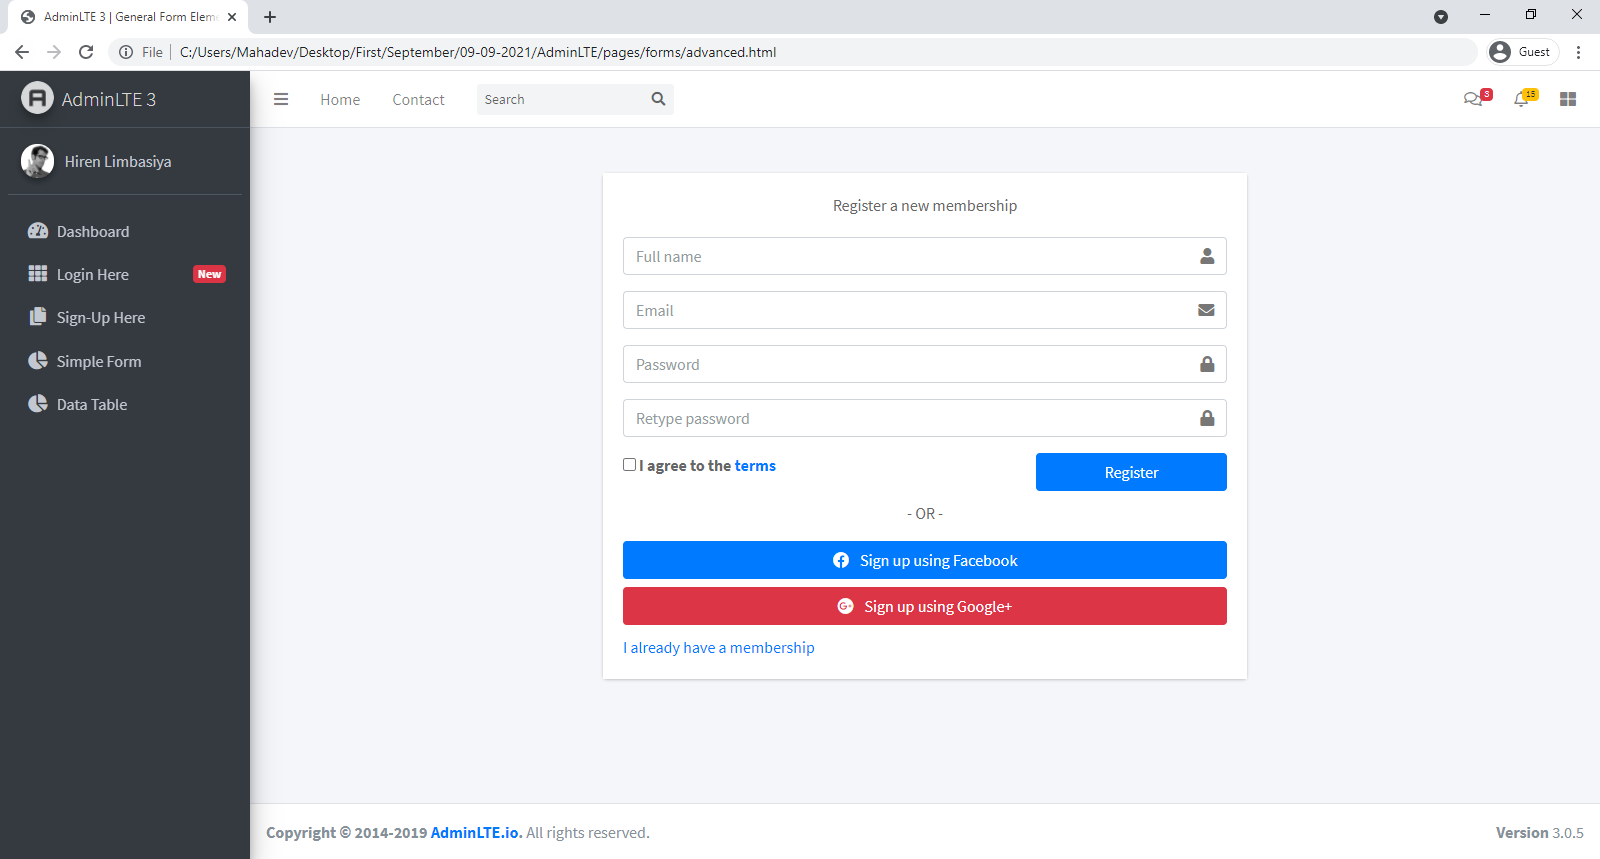 AdminLTE 3 | General Form Eleme
File | C:/Users/Mahadev/Desktop/First/September/09-09-2021/AdminLTE/pages/forms/advanced.html
Guest
AdminLTE 3
Home
Contact
Search
3
15
Hiren Limbasiya
Dashboard
Login Here
New
Sign-Up Here
Simple Form
Data Table
Register a new membership
Full name
Email
Password
Retype password
I agree to the terms
Register
- OR -
Sign up using Facebook
G+
Sign up using Google+
I already have a membership
Copyright © 2014-2019 AdminLTE.io. All rights reserved.
Version 3.0.5